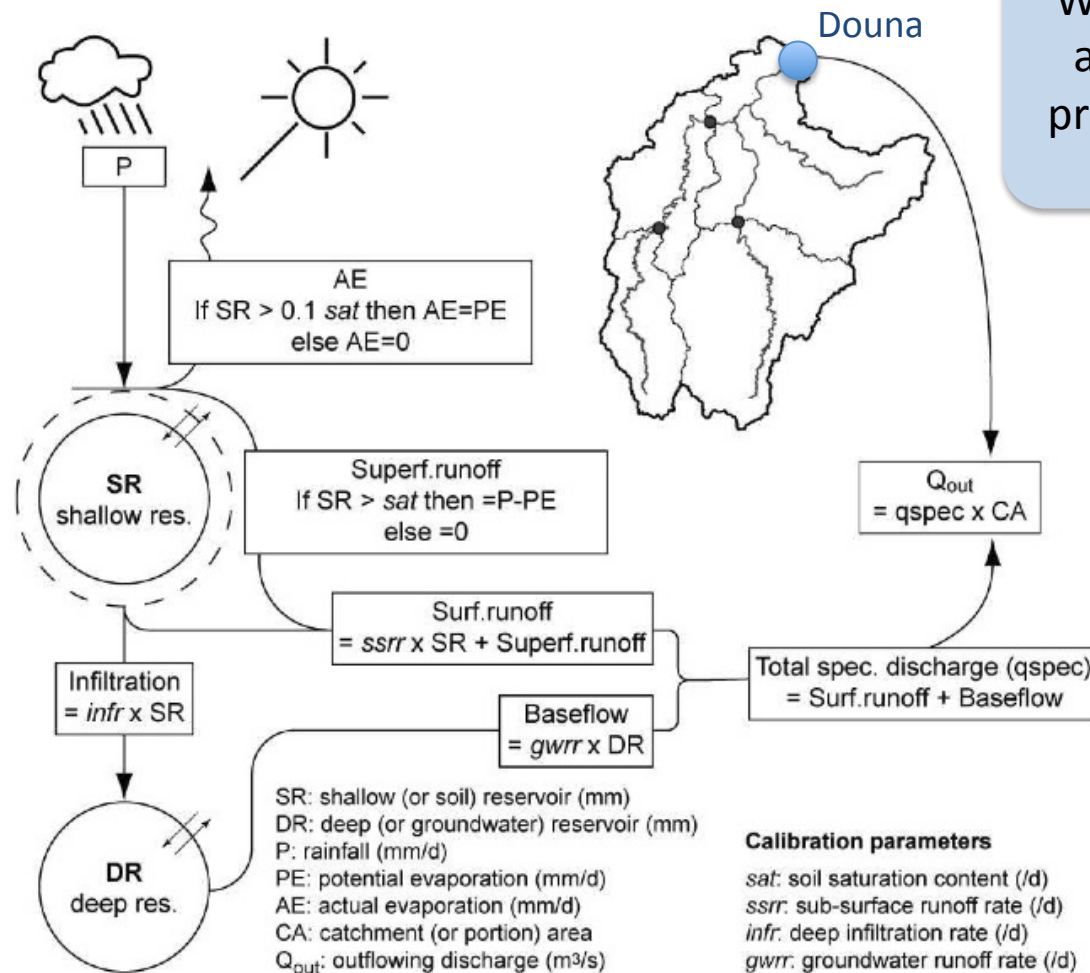 Douna
P
AE
If SR > 0.1 sat then AE=PE
else AE=0
SR
shallow res.
Superf.runoff
If SR > sat then =P-PE
else =0
Qout
= qspec x CA
Surf.runoff
= ssrr x SR + Superf.runoff
Infiltration
= infr x SR
Total spec. discharge (qspec)
= Surf.runoff + Baseflow
Baseflow
= gwrr x DR
DR
deep res.
SR: shallow (or soil) reservoir (mm)
DR: deep (or groundwater) reservoir (mm)
P: rainfall (mm/d)
PE: potential evaporation (mm/d)
AE: actual evaporation (mm/d)
CA: catchment (or portion) area
Qout: outflowing discharge (m3/s)
Calibration parameters
sat: soil saturation content (/d)
ssrr: sub-surface runoff rate (/d)
infr: deep infiltration rate (/d)
gwrr: groundwater runoff rate (/d)